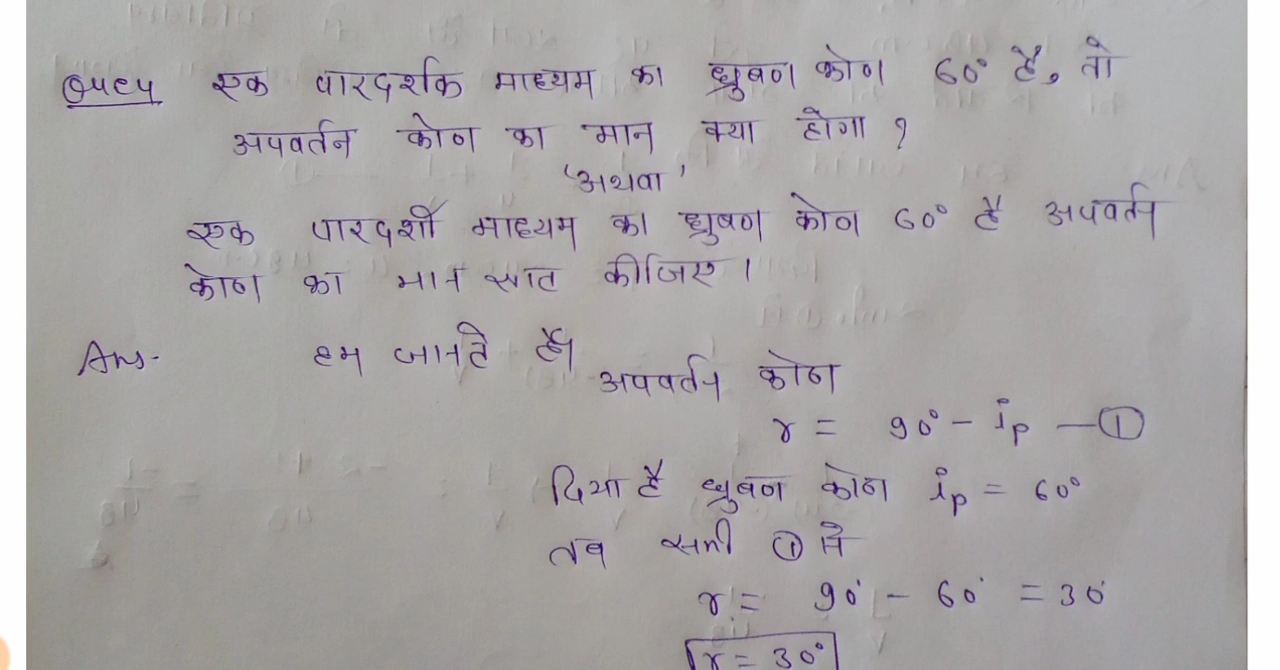 Ques एक पारदर्शक माध्यम का ध्रुवण कोण 60° है, तो
अपवर्तन कोण का मान क्या होगा ?
'अथवा'
एक पारदर्शी माध्यम का ध्रुवण कोण 60° है अपवर्तन
कोण का मान ज्ञात कीजिए ।
Ans- हम जानते हैं।
अपवर्तन कोण
r = 90° - ip — ①
दिया है ध्रुवण कोण ip = 60°
तब समी ① से
r = 90° - 60° = 30°
r = 30°